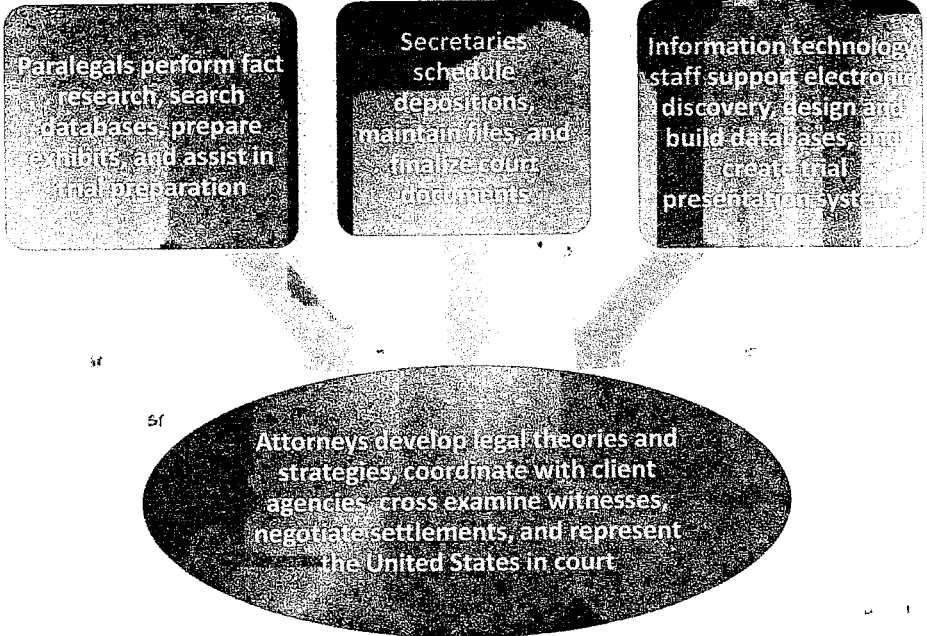 Paralegals perform fact
research, search
databases, prepare
exhibits, and assist in
trial preparation
Secretaries
schedule
depositions,
maintain files, and
finalize court
documents
Information technology
staff support electronic
discovery, design and
build databases, and
create trial
presentation systems
Attorneys develop legal theories and
strategies, coordinate with client
agencies, cross examine witnesses,
negotiate settlements, and represent
the United States in court